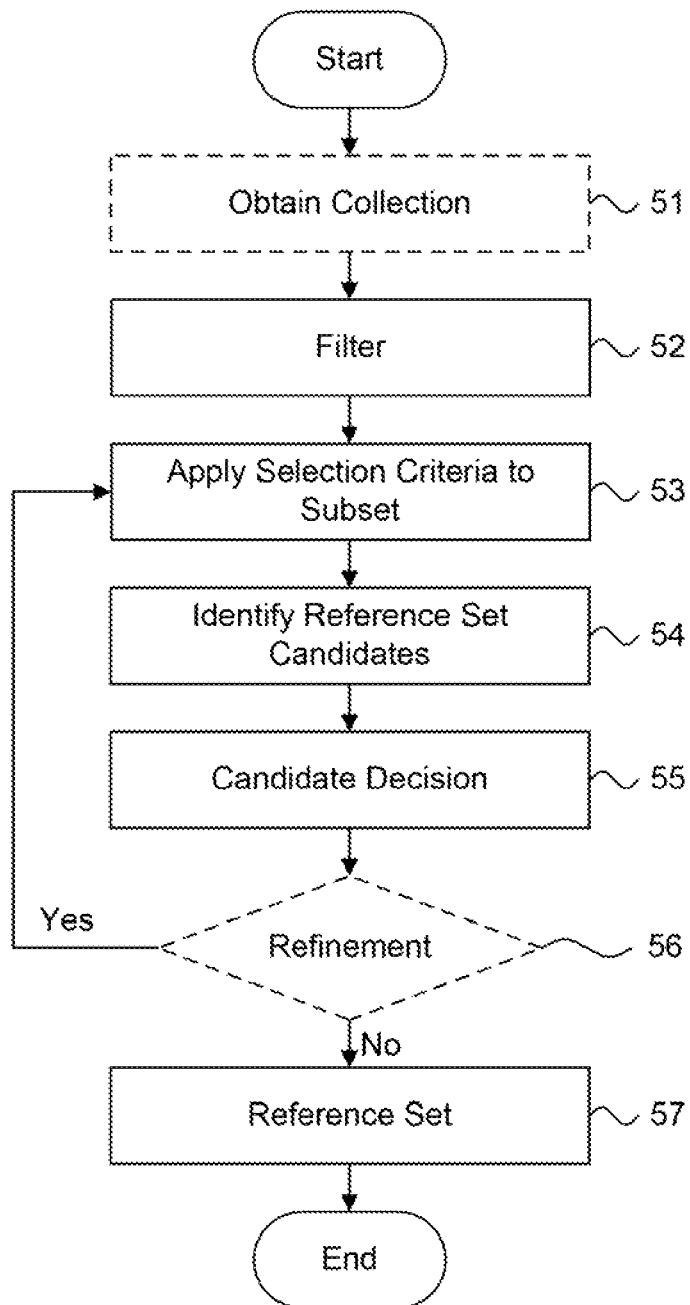 Start
Obtain Collection
51
Filter
52
Apply Selection Criteria to
Subset
53
Identify Reference Set
Candidates
54
Candidate Decision
55
Yes
Refinement
56
No
Reference Set
57
End